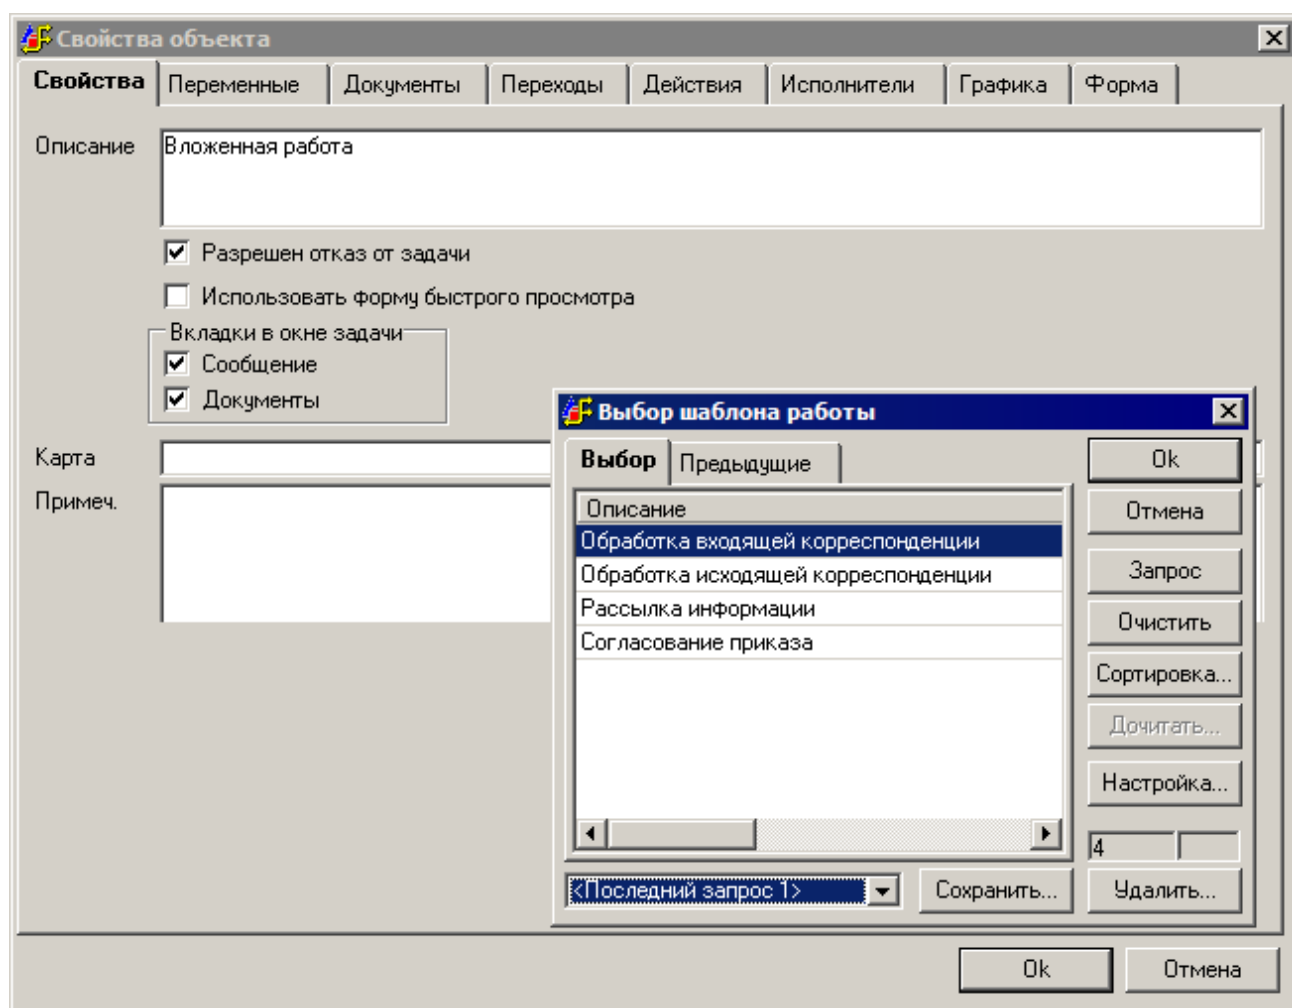 Свойства объекта
Свойства Переменные Документы Переходы Действия Исполнители Графика Форма
Описание Вложенная работа
Разрешен отказ от задачи
Использовать форму быстрого просмотра
Вкладки в окне задачи
Сообщение
Документы
Карта
Примеч.
Выбор шаблона работы
Выбор Предыдущие
Описание
Обработка входящей корреспонденции
Обработка исходящей корреспонденции
Рассылка информации
Согласование приказа
Ok
Отмена
Запрос
Очистить
Сортировка...
Дочитать...
Настройка...
4
<Последний запрос 1> Сохранить... Удалить...
Ok Отмена